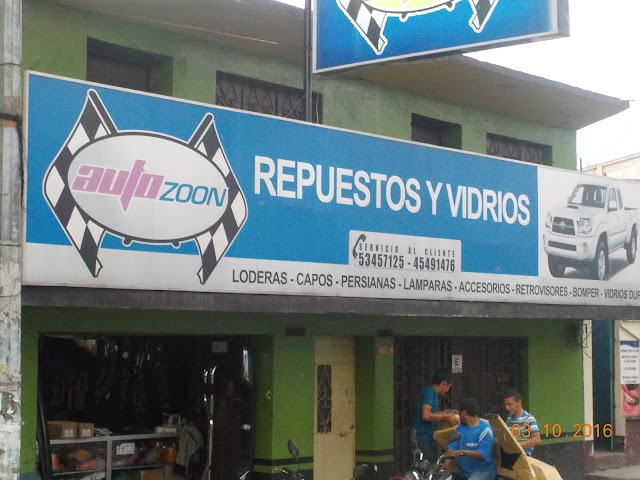 auto ZOON
REPUESTOS Y VIDRIOS
SERVICIO AL CLIENTE
53457125 - 45491476
LODERAS - CAPOS - PERSIANAS - LAMPARAS - ACCESORIOS - RETROVISORES - BOMPER - VIDRIOS
E
03 10 2016